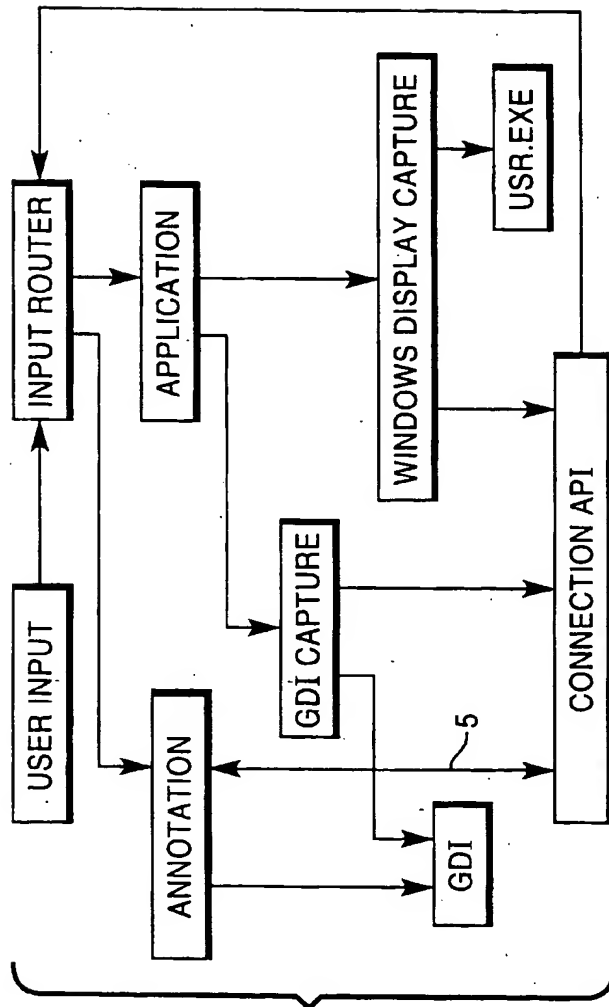 USER INPUT
INPUT ROUTER
ANNOTATION
APPLICATION
GDI CAPTURE
WINDOWS DISPLAY CAPTURE
5
GDI
USR.EXE
CONNECTION API